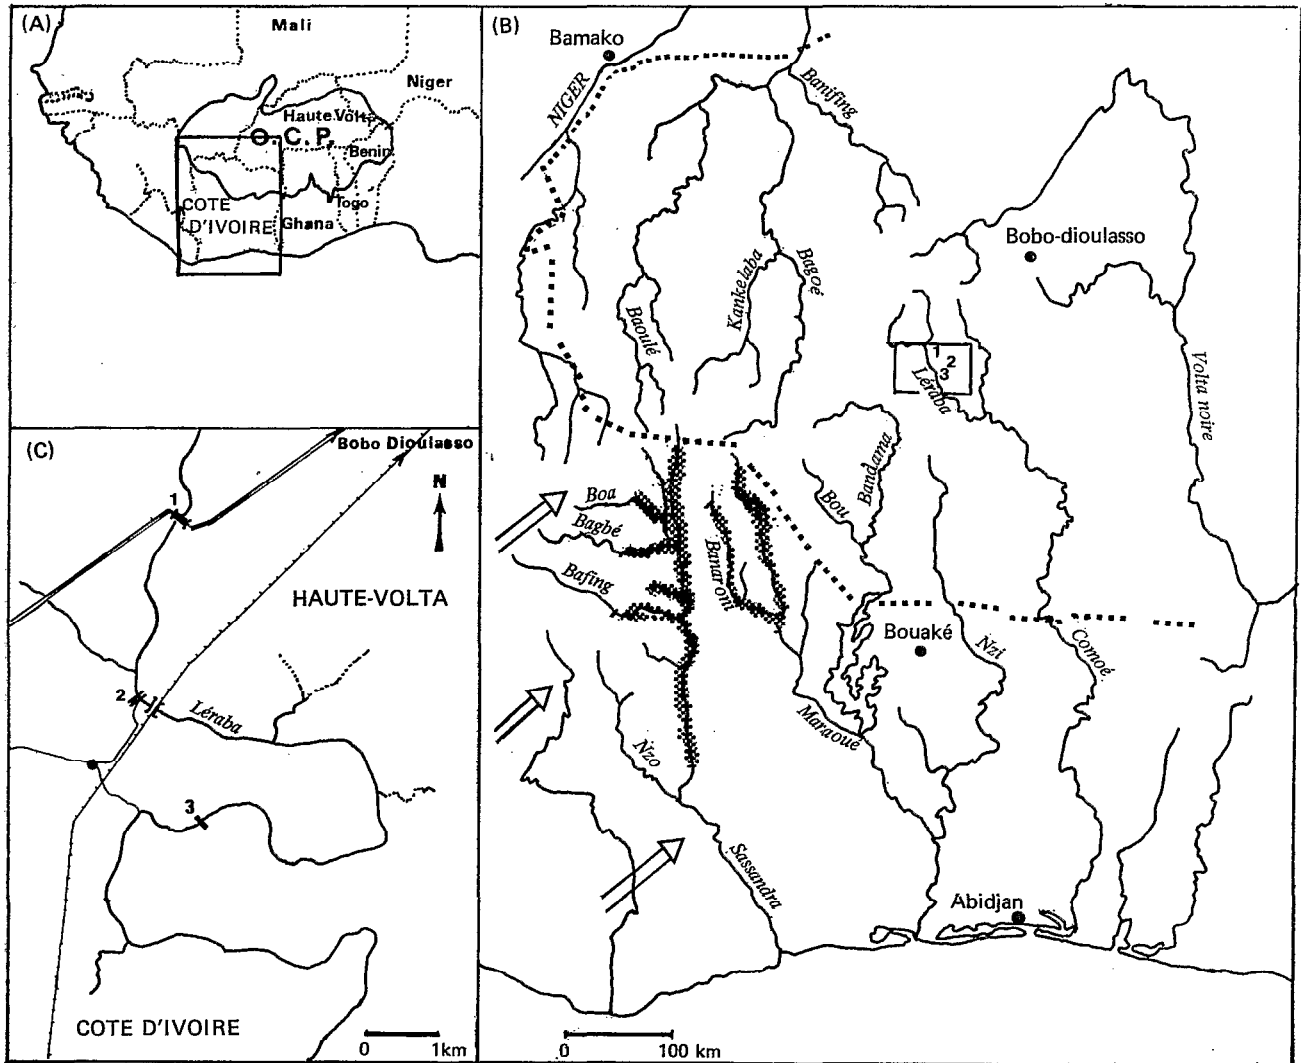 (A)
Mali
Niger
Haute Volta
C.P.
Benin
COTE
D'IVOIRE
Togo
Ghana
(B)
Bamako
NIGER
Banifing
Bobo-dioulasso
Kankelaba
Bagoé
Baoulé
1
2
3
Léraba
Volta noire
Bandama
Bou
Boa
Bagbé
Bafing
Banaroni
Bouaké
Nzi
Comoé
Maraoué
Nzo
Sassandra
Abidjan
0
100 km
(C)
Bobo Dioulasso
N
1
HAUTE-VOLTA
2
Léraba
3
COTE D'IVOIRE
0
1km